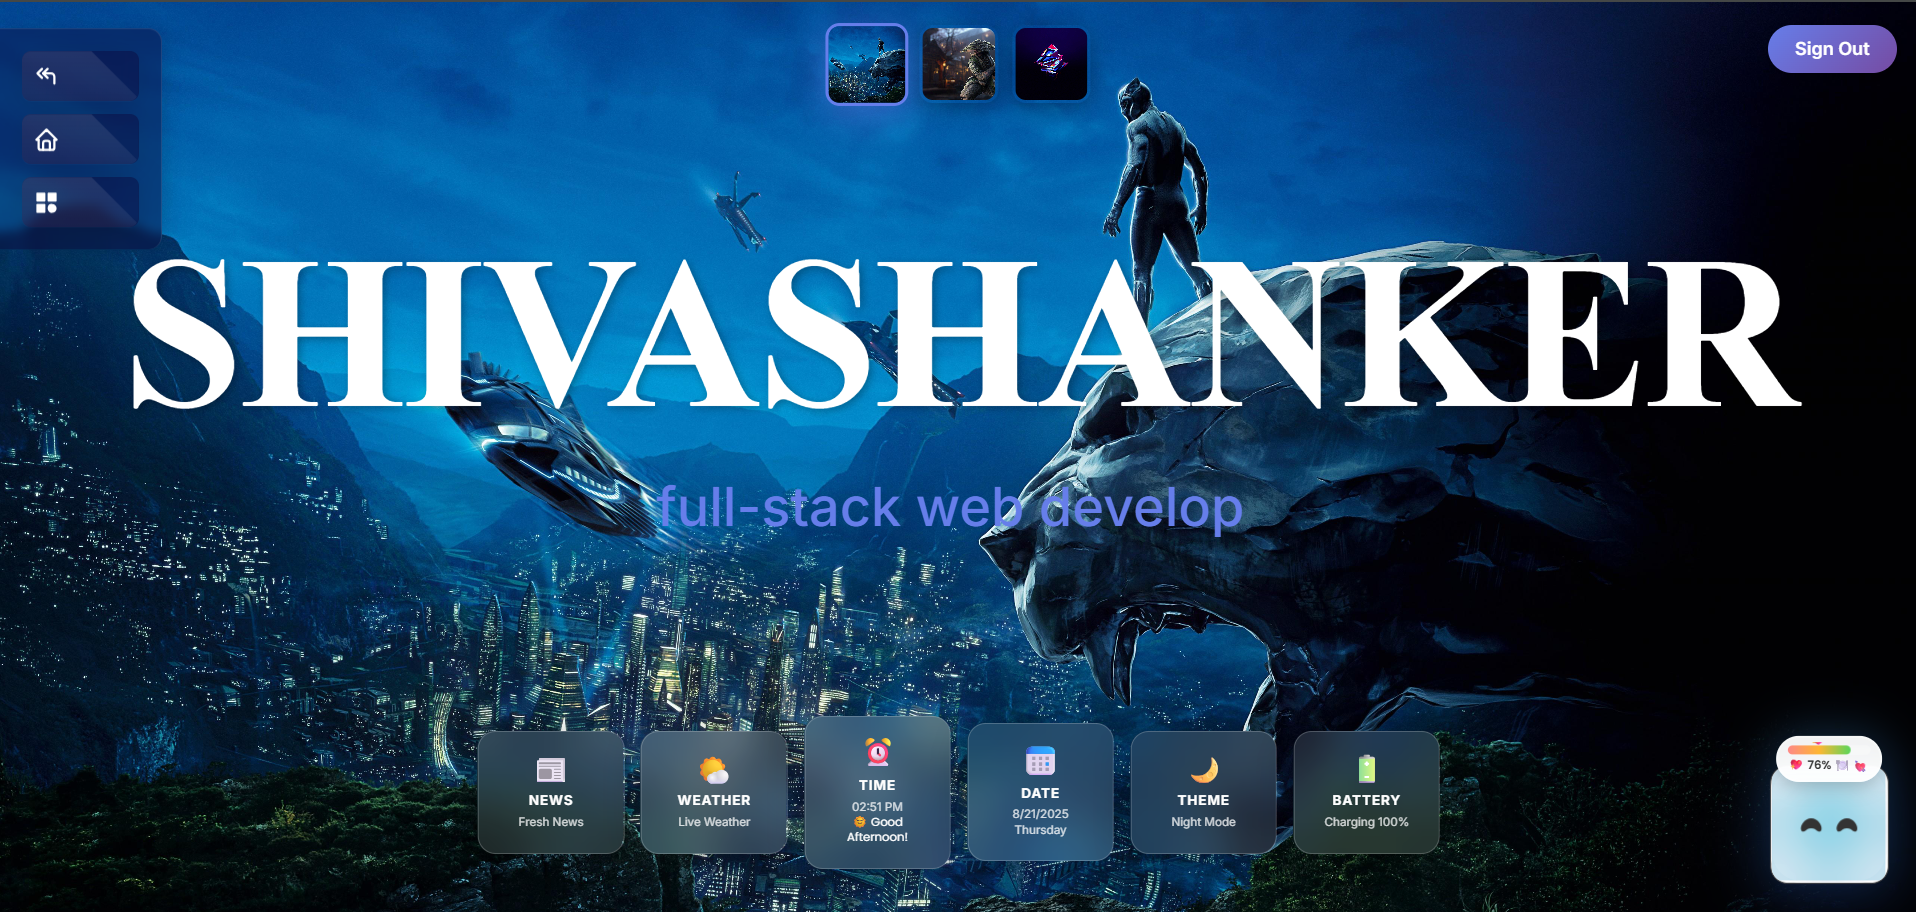 Sign Out
SHIVASHANKER
full-stack web develop
NEWS
Fresh News
WEATHER
Live Weather
TIME
02:51 PM
Good
Afternoon!
DATE
8/21/2025
Thursday
THEME
Night Mode
BATTERY
Charging 100%
76%